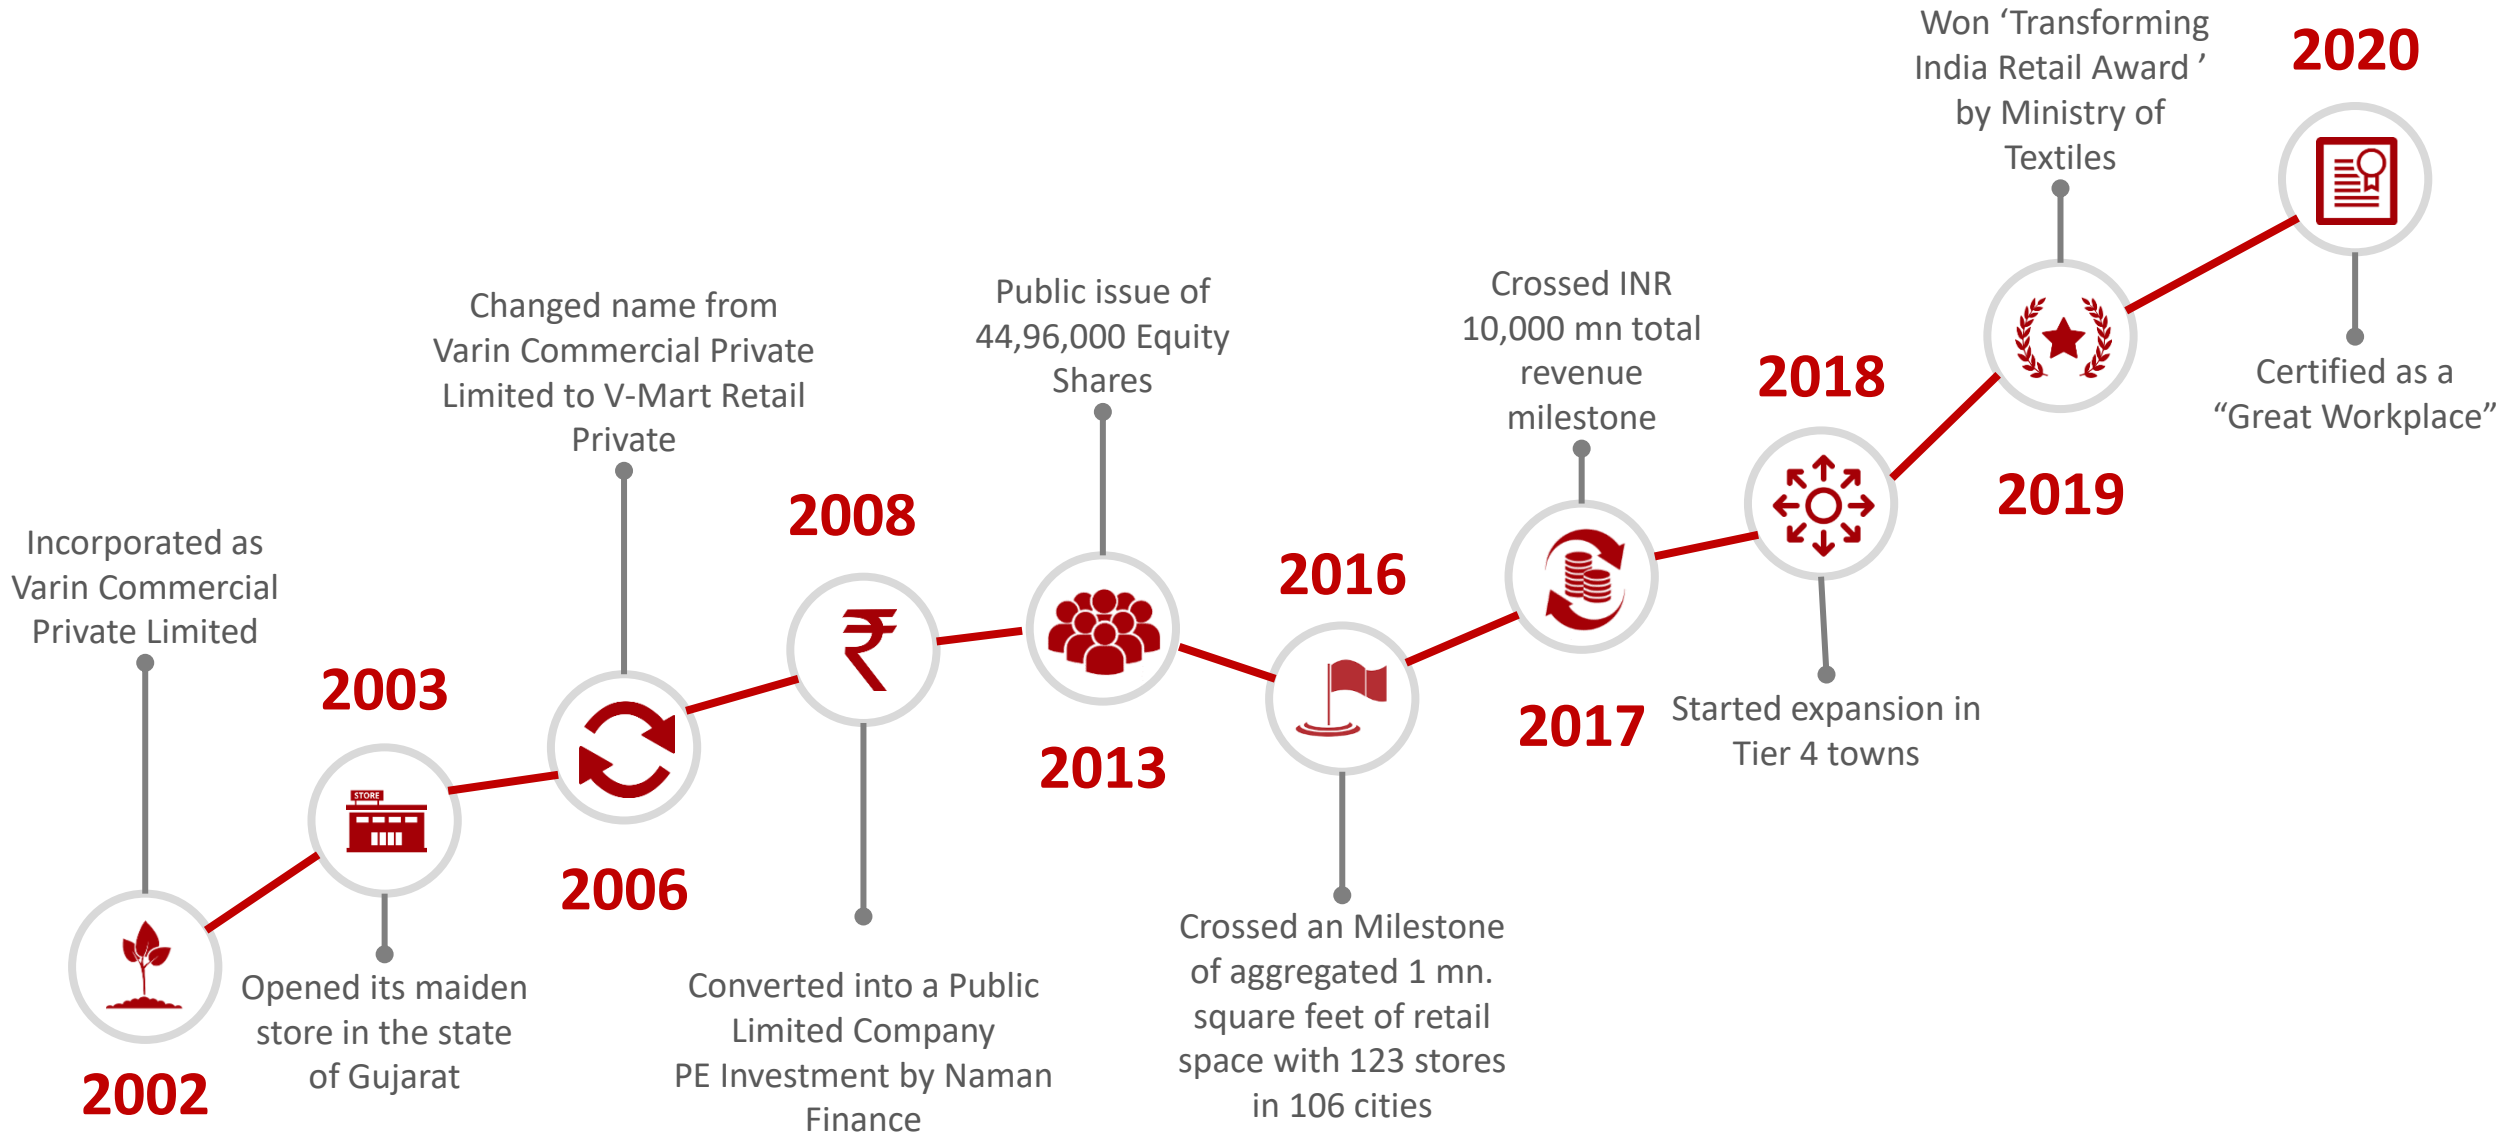 Incorporated as
Varin Commercial
Private Limited
2002
2003
STORE
Opened its maiden
store in the state
of Gujarat
Changed name from
Varin Commercial Private
Limited to V-Mart Retail
Private
2006
2008
Converted into a Public
Limited Company
PE Investment by Naman
Finance
Public issue of
44,96,000 Equity
Shares
2013
2016
Crossed an Milestone
of aggregated 1 mn.
square feet of retail
space with 123 stores
in 106 cities
Crossed INR
10,000 mn total
revenue
milestone
2017
2018
Started expansion in
Tier 4 towns
Won ‘Transforming
India Retail Award ’
by Ministry of
Textiles
2019
2020
Certified as a
“Great Workplace”